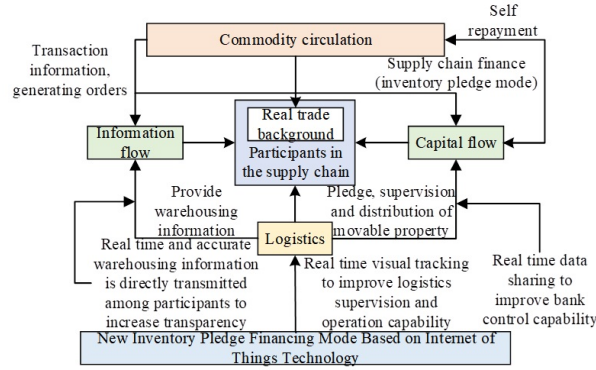 Self
repayment
Commodity circulation
Transaction
information,
generating orders
Supply chain finance
(inventory pledge mode)
Real trade
background
Information
flow
Capital flow
Participants in
the supply chain
Provide
warehousing
information
Pledge, supervision
and distribution of
movable property
Logistics
Real time and accurate
warehousing information
is directly transmitted
among participants to
increase transparency
Real time visual tracking
to improve logistics
supervision and
operation capability
Real time data
sharing to
improve bank
control capability
New Inventory Pledge Financing Mode Based on Internet of
Things Technology